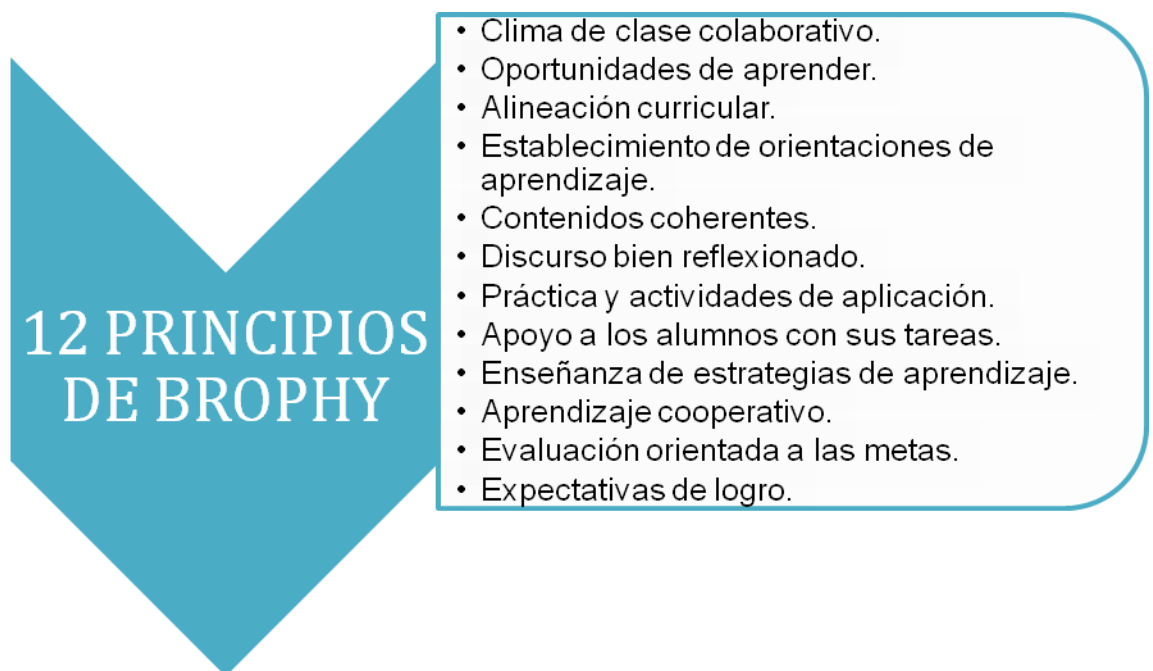 12 PRINCIPIOS
DE BROPHY
• Clima de clase colaborativo.
• Oportunidades de aprender.
• Alineación curricular.
• Establecimiento de orientaciones de
aprendizaje.
• Contenidos coherentes.
• Discurso bien reflexionado.
• Práctica y actividades de aplicación.
• Apoyo a los alumnos con sus tareas.
• Enseñanza de estrategias de aprendizaje.
• Aprendizaje cooperativo.
• Evaluación orientada a las metas.
• Expectativas de logro.